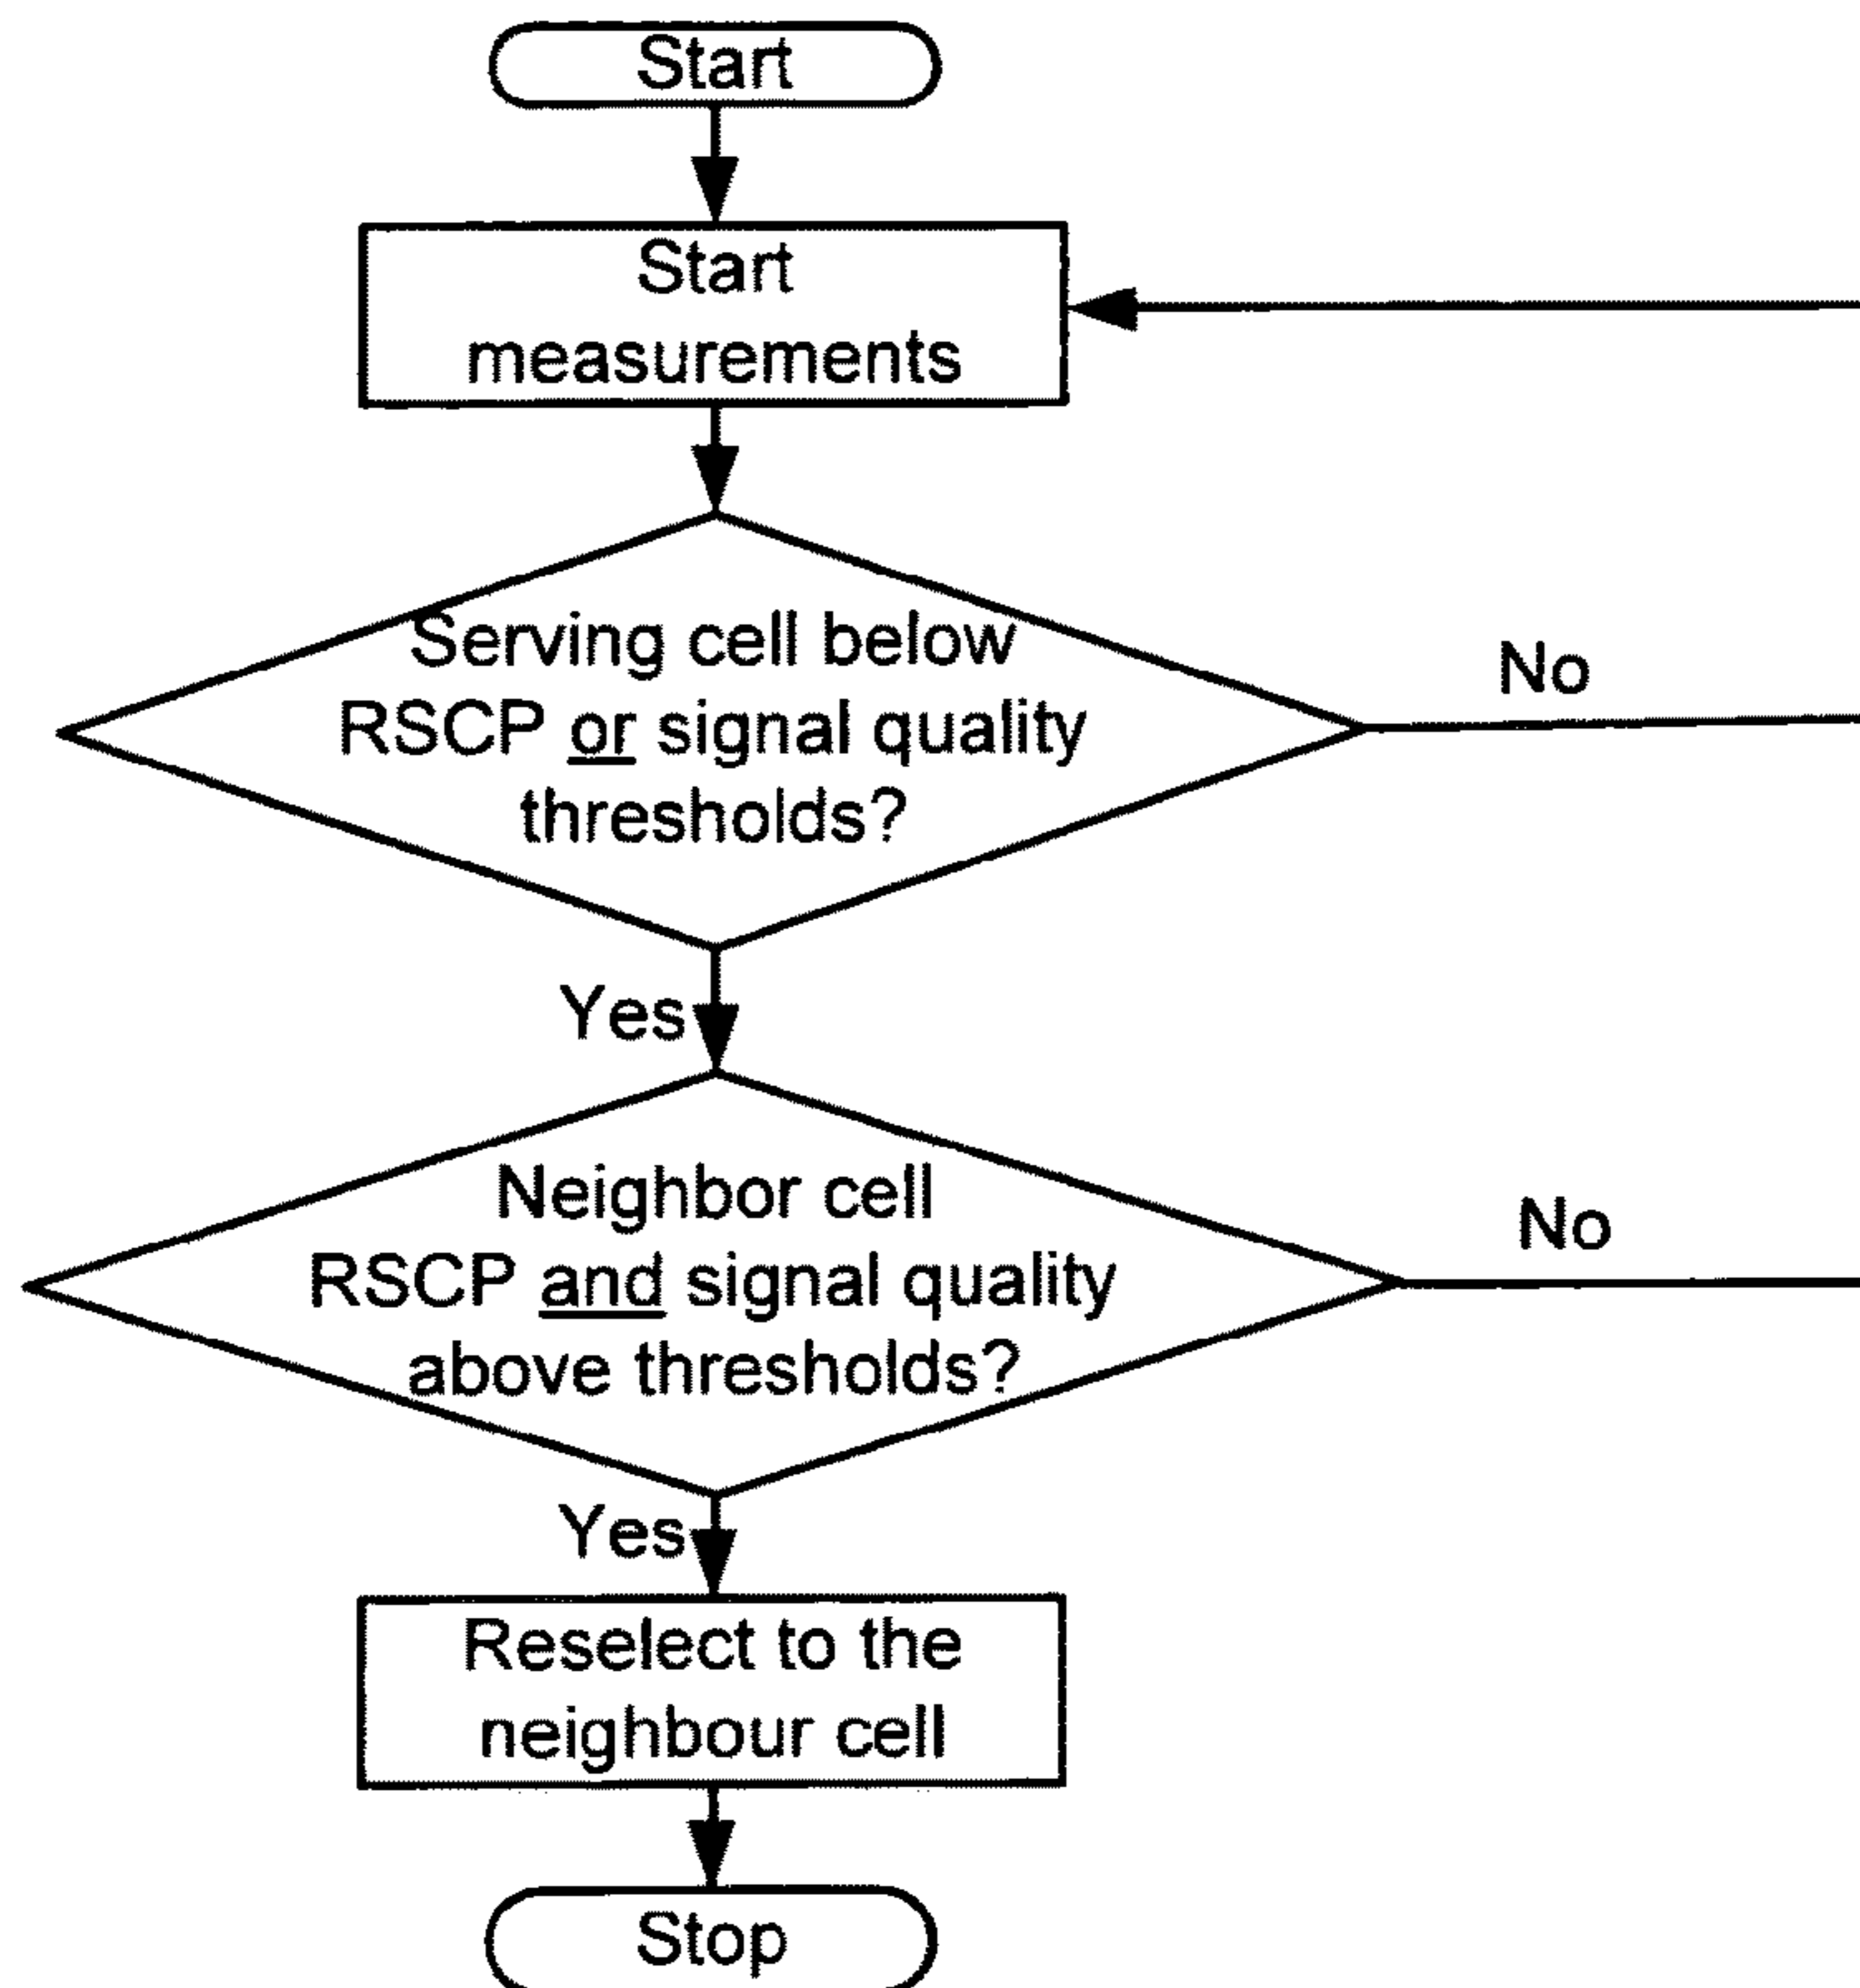 Start
Start
measurements
Serving cell below
RSCP or signal quality
thresholds?
No
Yes
Neighbor cell
RSCP and signal quality
above thresholds?
No
Yes
Reselect to the
neighbour cell
Stop